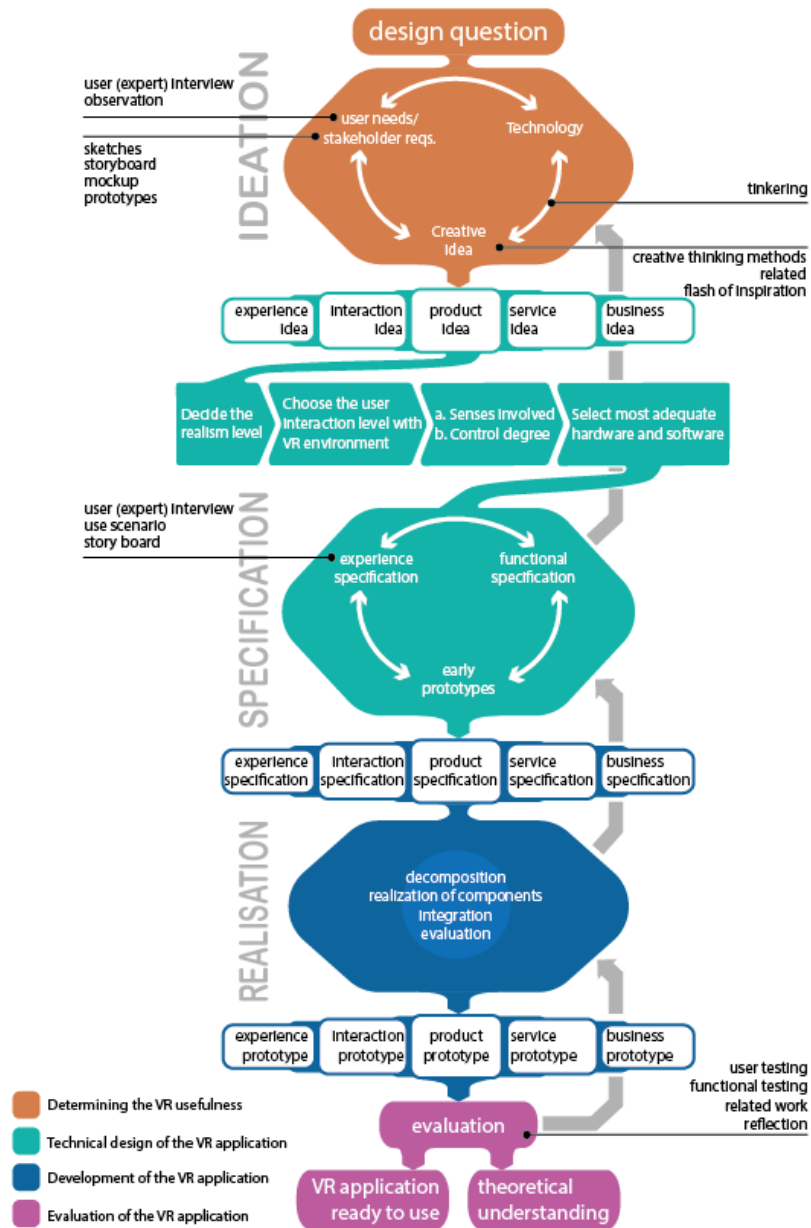 design question
IDEATION
user (expert) interview
observation
sketches
storyboard
mockup
prototypes
user needs/
stakeholder reqs.
Technology
Creative
idea
tinkering
creative thinking methods
related
flash of inspiration
experience
idea
interaction
idea
product
idea
service
idea
business
idea
Decide the
realism level
Choose the user
interaction level with
VR environment
a. Senses involved
b. Control degree
Select most adequate
hardware and software
SPECIFICATION
user (expert) interview
use scenario
story board
experience
specification
functional
specification
early
prototypes
experience
specification
interaction
specification
product
specification
service
specification
business
specification
REALISATION
decomposition
realization of components
integration
evaluation
experience
prototype
interaction
prototype
product
prototype
service
prototype
business
prototype
user testing
functional testing
related work
reflection
evaluation
VR application
ready to use
theoretical
understanding
Determining the VR usefulness
Technical design of the VR application
Development of the VR application
Evaluation of the VR application